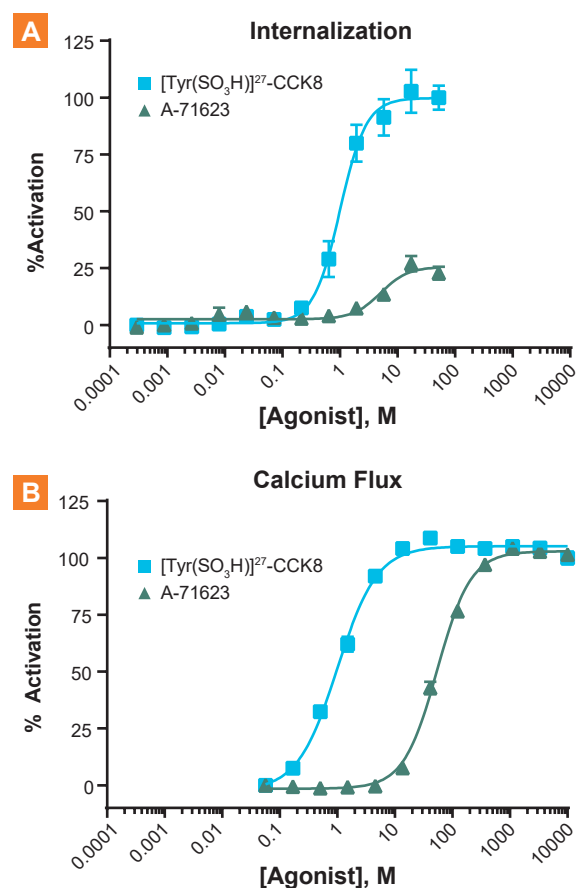 A
Internalization
125
100
75
50
25
0
%Activation
[Tyr(SO₃H)]²⁷-CCK8
A-71623
0.0001
0.001
0.01
0.1
1
10
100
1000
10000
[Agonist], M
B
Calcium Flux
125
100
75
50
25
0
% Activation
[Tyr(SO₃H)]²⁷-CCK8
A-71623
0.0001
0.001
0.01
0.1
1
10
100
1000
10000
[Agonist], M